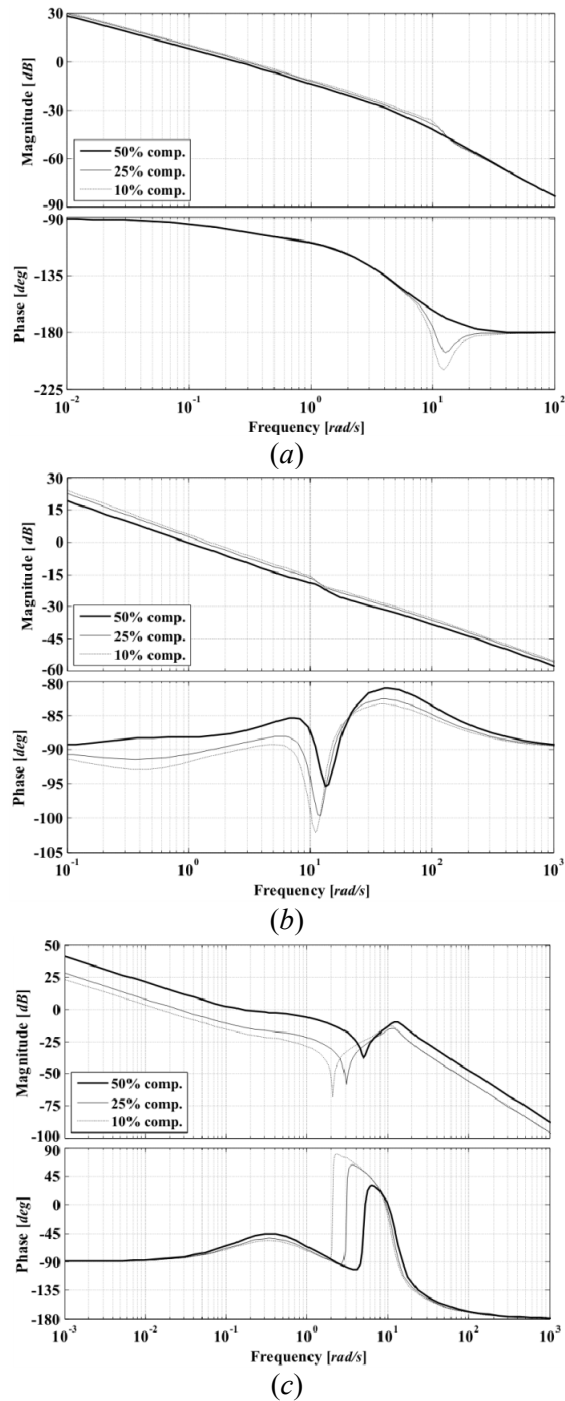 30
0
-30
-60
-90
Magnitude [dB]
50% comp.
25% comp.
10% comp.
-90
-135
-180
-225
Phase [deg]
10^-2
10^-1
10^0
10^1
10^2
Frequency [rad/s]
(a)
30
15
0
-15
-30
-45
-60
Magnitude [dB]
50% comp.
25% comp.
10% comp.
-80
-85
-90
-95
-100
-105
Phase [deg]
10^-1
10^0
10^1
10^2
10^3
Frequency [rad/s]
(b)
50
25
0
-25
-50
-100
Magnitude [dB]
50% comp.
25% comp.
10% comp.
90
45
0
-45
-90
-135
-180
Phase [deg]
10^-3
10^-2
10^-1
10^0
10^1
10^2
10^3
Frequency [rad/s]
(c)